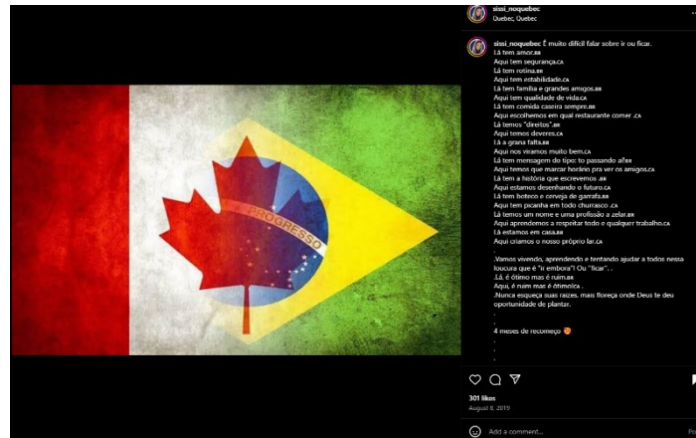 PROGRESSO
sissi_noquebec
Quebec, Quebec
sissi_noquebec É muito difícil falar sobre ir ou ficar.
Lá tem amor.🇧🇷
Aqui tem segurança.🇨🇦
Lá tem rotina.🇧🇷
Aqui tem estabilidade.🇨🇦
Lá tem família e grandes amigos.🇧🇷
Aqui tem qualidade de vida.🇨🇦
Lá tem comida caseira sempre.🇧🇷
Aqui escolhemos em qual restaurante comer .🇨🇦
Lá temos "direitos".🇧🇷
Aqui temos deveres.🇨🇦
Lá a grana falta.🇧🇷
Aqui nos viramos muito bem.🇨🇦
Lá tem mensagem do tipo: to passando aí!🇧🇷
Aqui temos que marcar horário pra ver os amigos.🇨🇦
Lá tem a história que escrevemos .🇧🇷
Aqui estamos desenhando o futuro.🇨🇦
Lá tem boteco e cerveja de garrafa.🇧🇷
Aqui tem picanha em todo churrasco .🇨🇦
Lá temos um nome e uma profissão a zelar.🇧🇷
Aqui aprendemos a respeitar todo e qualquer trabalho.🇨🇦
Lá estamos em casa.🇧🇷
Aqui criamos o nosso próprio lar.🇨🇦
.
.Vamos vivendo, aprendendo e tentando ajudar a todos nessa
loucura que é "ir embora"! Ou "ficar". .
.Lá, é ótimo mas é ruim.🇧🇷
Aqui, é ruim mas é ótimo!🇨🇦 .
.Nunca esqueça suas raízes, mais floreça onde Deus te deu
oportunidade de plantar.
.
.
4 meses de recomeço
.
.
.
301 likes
August 8, 2019
Add a comment...